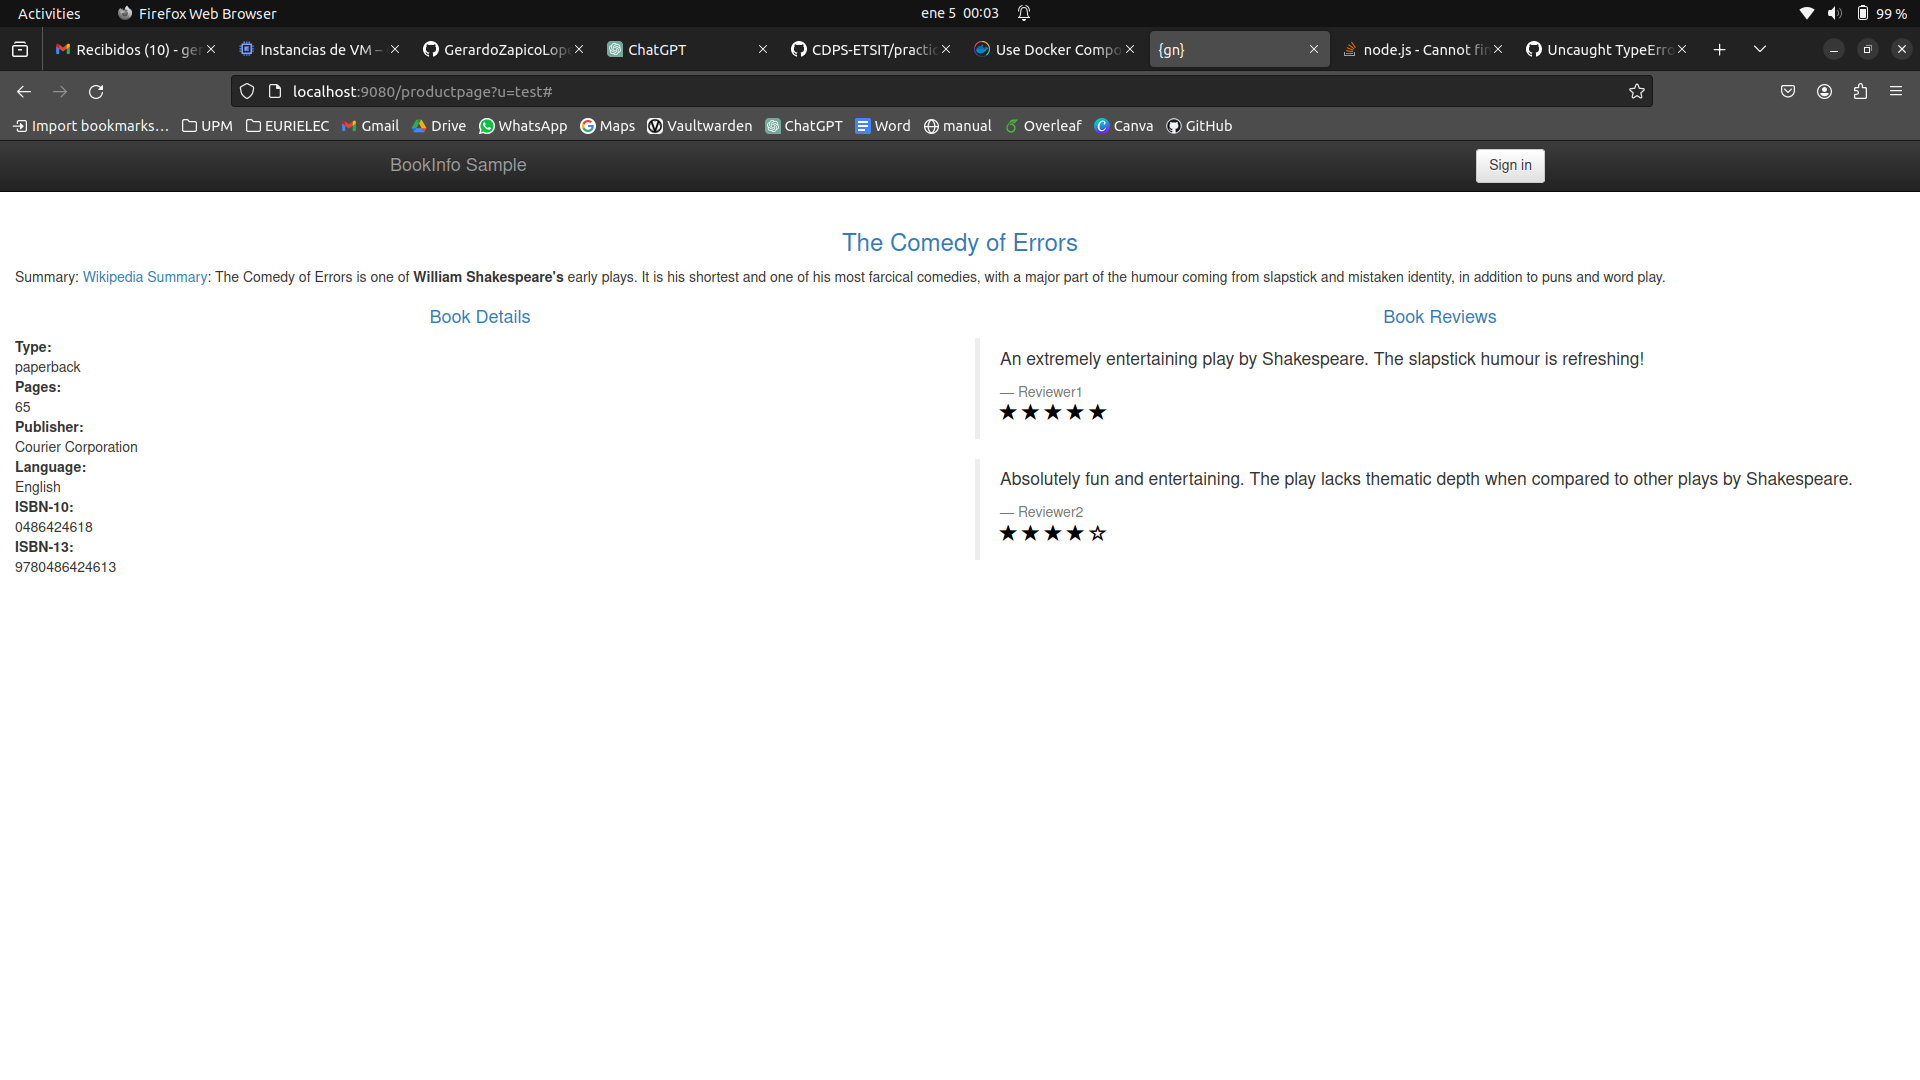 Activities Firefox Web Browser ene 5 00:03 99 %
Recibidos (10) - ger Instancias de VM – GerardoZapicoLope ChatGPT CDPS-ETSIT/practic Use Docker Compo {gn} node.js - Cannot fin Uncaught TypeErro
localhost:9080/productpage?u=test#
Import bookmarks... UPM EURIELEC Gmail Drive WhatsApp Maps Vaultwarden ChatGPT Word manual Overleaf Canva GitHub
BookInfo Sample Sign in
The Comedy of Errors
Summary: Wikipedia Summary: The Comedy of Errors is one of William Shakespeare's early plays. It is his shortest and one of his most farcical comedies, with a major part of the humour coming from slapstick and mistaken identity, in addition to puns and word play.
Book Details
Type:
paperback
Pages:
65
Publisher:
Courier Corporation
Language:
English
ISBN-10:
0486424618
ISBN-13:
9780486424613
Book Reviews
An extremely entertaining play by Shakespeare. The slapstick humour is refreshing!
— Reviewer1
Absolutely fun and entertaining. The play lacks thematic depth when compared to other plays by Shakespeare.
— Reviewer2